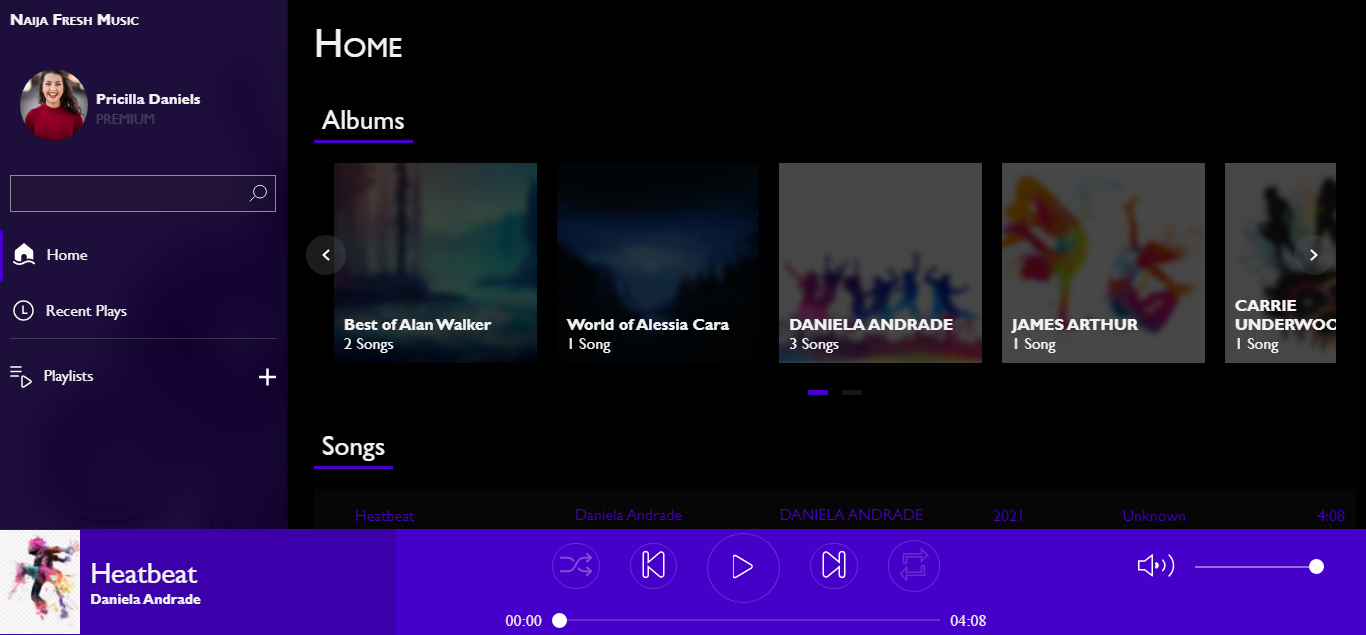 Naija Fresh Music
Pricilla Daniels
PREMIUM
Home
Recent Plays
Playlists
Home
Albums
Best of Alan Walker
2 Songs
World of Alessia Cara
1 Song
DANIELA ANDRADE
3 Songs
JAMES ARTHUR
1 Song
CARRIE
UNDERWOO
1 Song
Songs
Heatbeat Daniela Andrade DANIELA ANDRADE 2021 Unknown 4:08
Heatbeat
Daniela Andrade
00:00 04:08